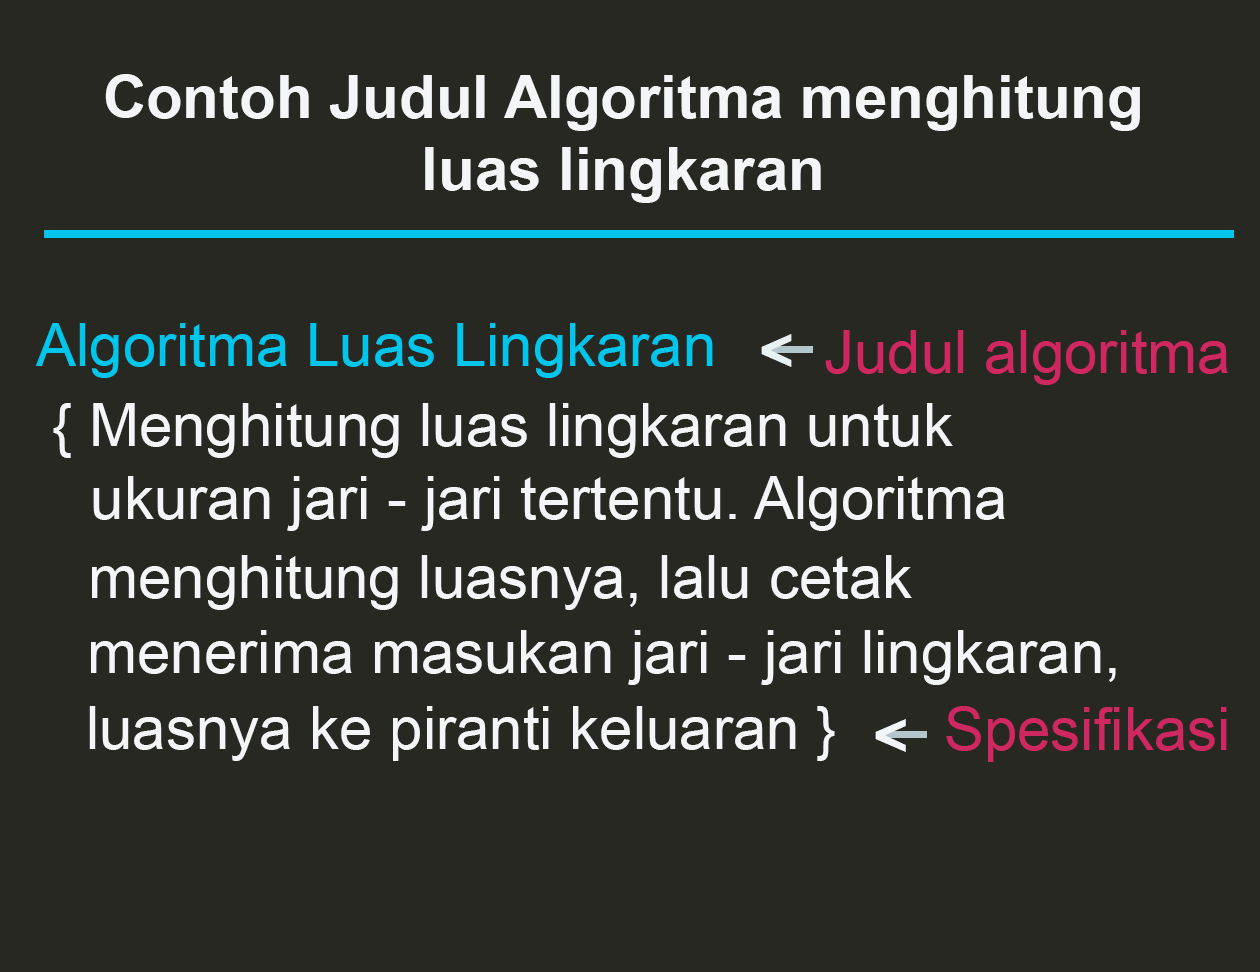 Contoh Judul Algoritma menghitung
luas lingkaran
Algoritma Luas Lingkaran <- Judul algoritma
{ Menghitung luas lingkaran untuk
ukuran jari - jari tertentu. Algoritma
menghitung luasnya, lalu cetak
menerima masukan jari - jari lingkaran,
luasnya ke piranti keluaran } <- Spesifikasi